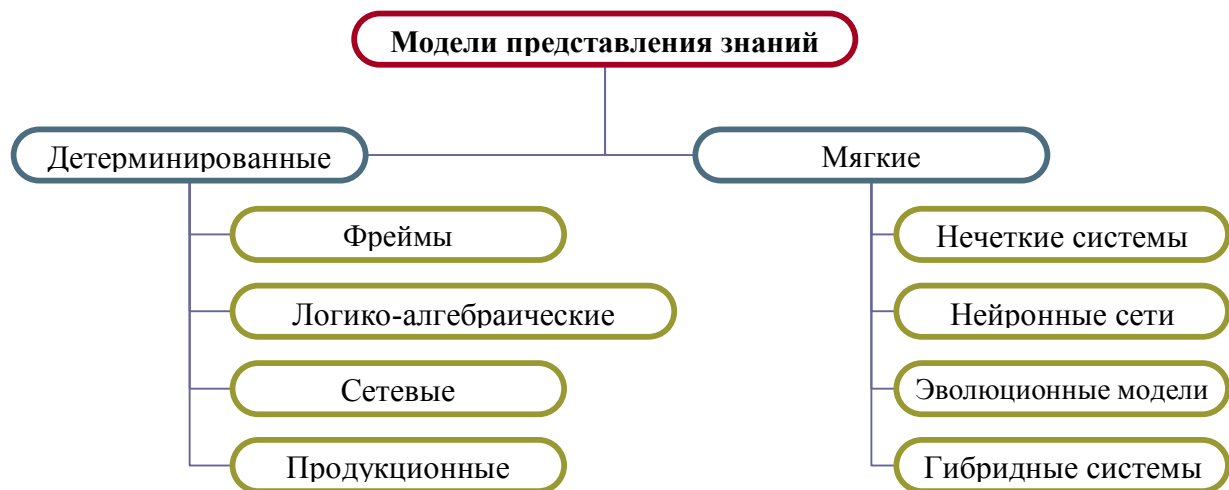 Модели представления знаний
Детерминированные
Мягкие
Фреймы
Нечеткие системы
Логико-алгебраические
Нейронные сети
Сетевые
Эволюционные модели
Продукционные
Гибридные системы